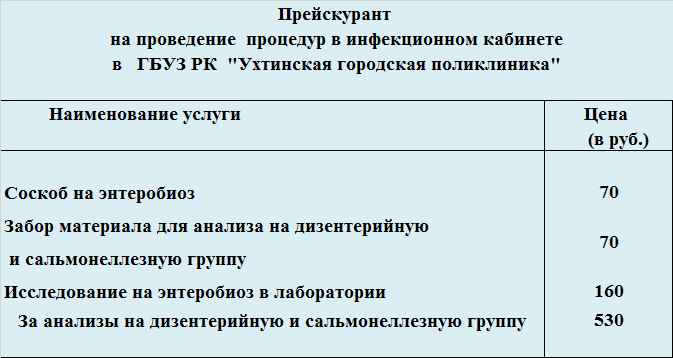 Прейскурант
на проведение процедур в инфекционном кабинете
в ГБУЗ РК "Ухтинская городская поликлиника"
Наименование услуги Цена
(в руб.)
Соскоб на энтеробиоз 70
Забор материала для анализа на дизентерийную
и сальмонеллезную группу 70
Исследование на энтеробиоз в лаборатории 160
За анализы на дизентерийную и сальмонеллезную группу 530